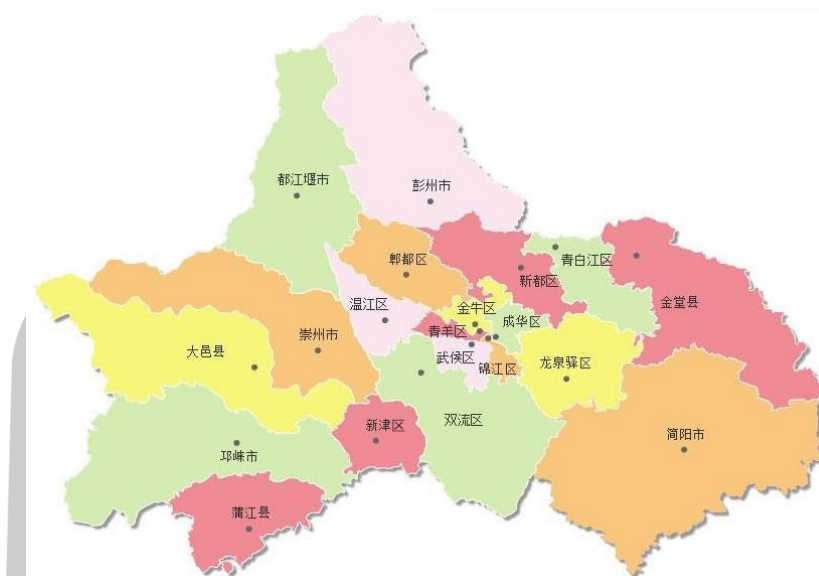 都江堰市
彭州市
郫都区
新都区
青白江区
金堂县
温江区
金牛区
青羊区
成华区
崇州市
大邑县
武侯区
锦江区
龙泉驿区
新津区
双流区
简阳市
邛崃市
蒲江县